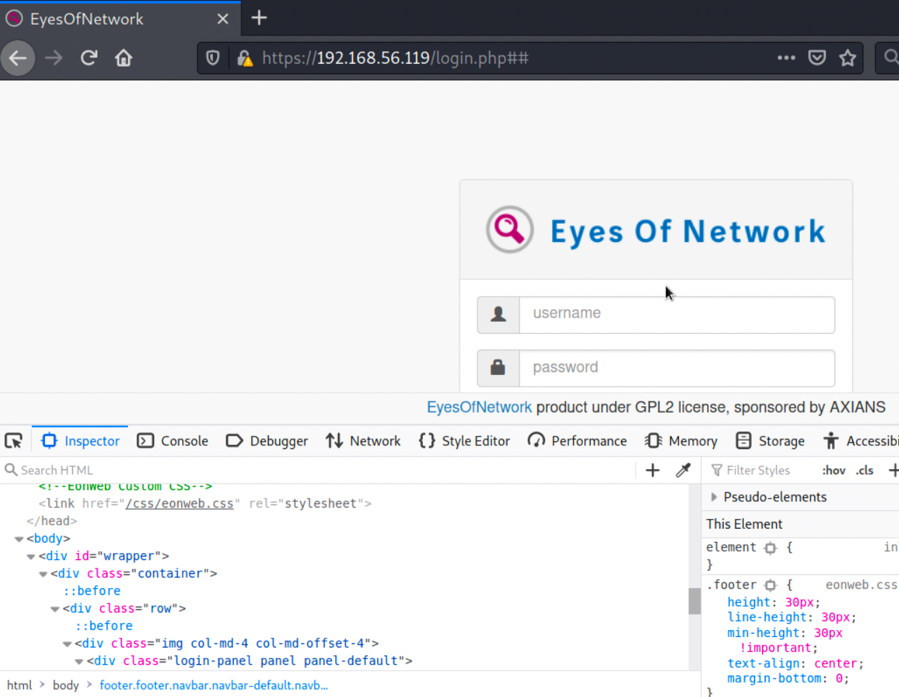 EyesOfNetwork
https://192.168.56.119/login.php##
Eyes Of Network
username
password
EyesOfNetwork product under GPL2 license, sponsored by AXIANS
Inspector Console Debugger Network {} Style Editor Performance Memory Storage Accessibi
Search HTML
Filter Styles :hov .cls
<!--EonWeb Custom CSS-->
<link href="/css/eonweb.css" rel="stylesheet">
</head>
<body>
<div id="wrapper">
<div class="container">
::before
<div class="row">
::before
<div class="img col-md-4 col-md-offset-4">
<div class="login-panel panel panel-default">
html > body > footer.footer.navbar.navbar-default.navb…
Pseudo-elements
This Element
element { in
}
.footer { eonweb.css
height: 30px;
line-height: 30px;
min-height: 30px
!important;
text-align: center;
margin-bottom: 0;
}